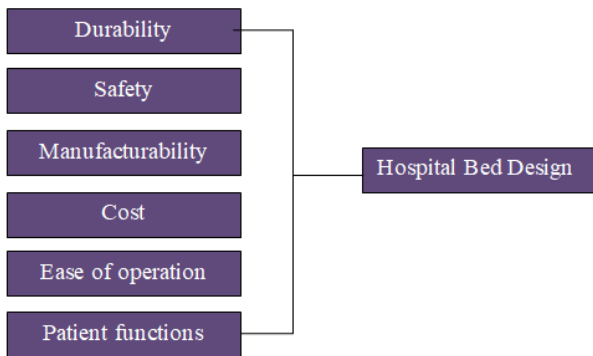 Durability
Safety
Manufacturability
Hospital Bed Design
Cost
Ease of operation
Patient functions